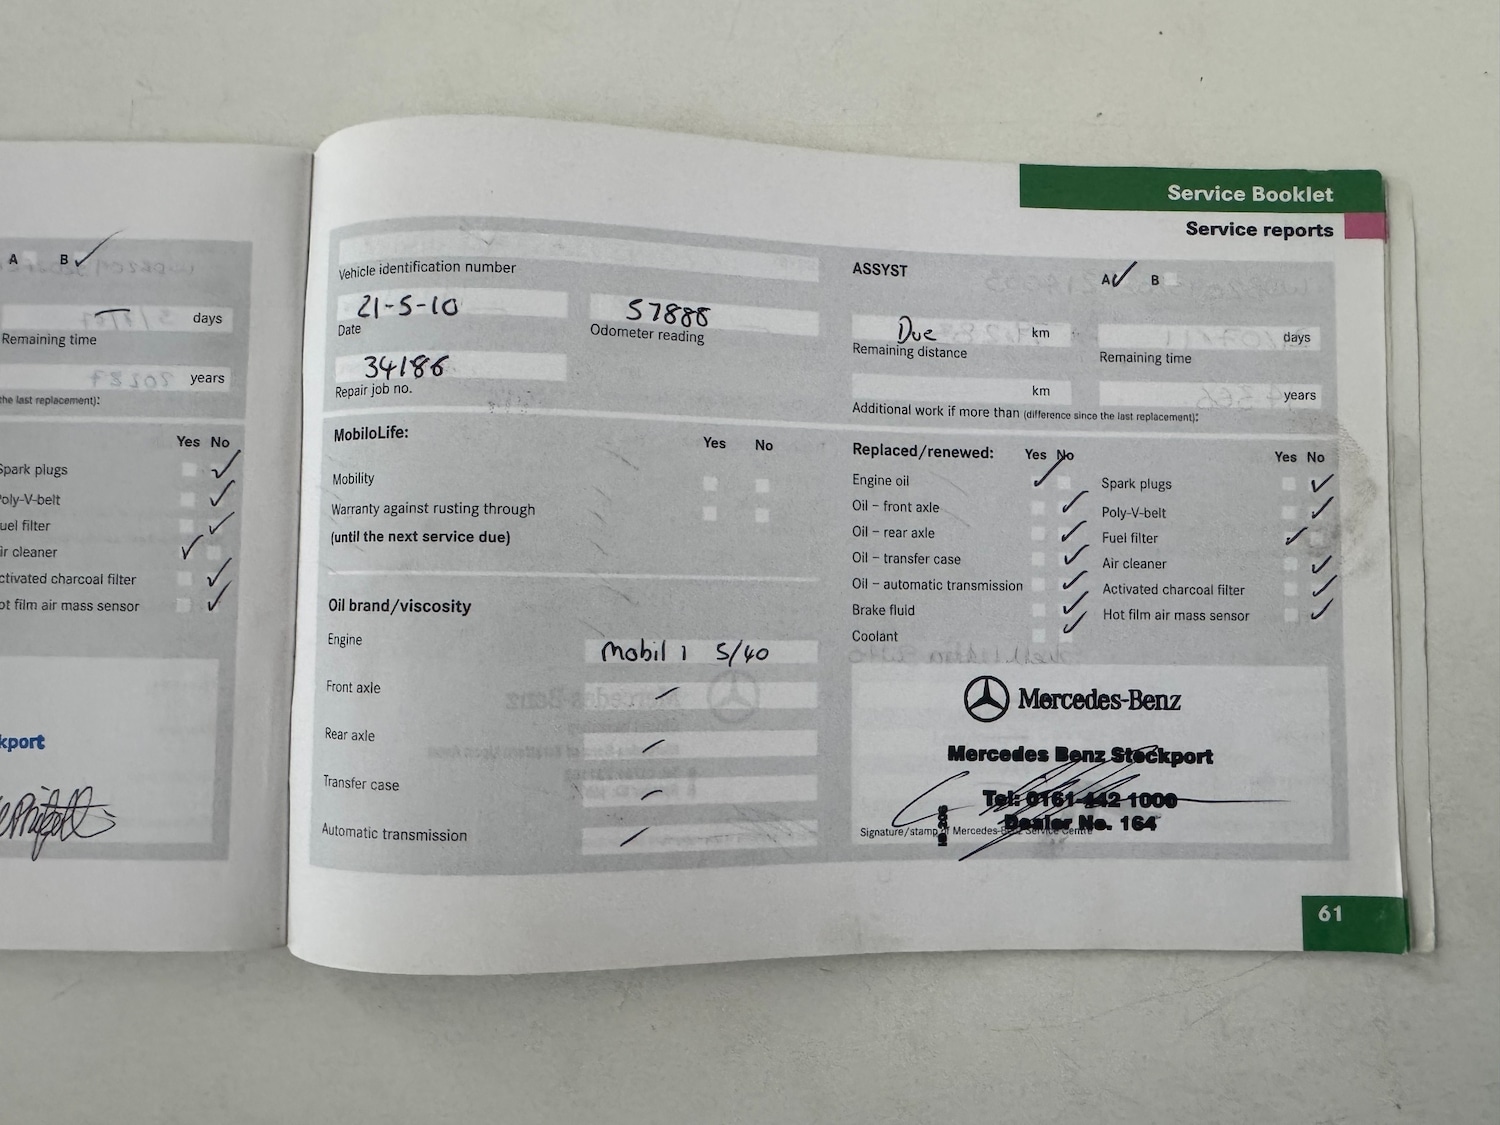 A B
days
Remaining time
years
the last replacement):
Yes No
Spark plugs
Poly-V-belt
uel filter
ir cleaner
ctivated charcoal filter
ot film air mass sensor
kport
Service Booklet
Service reports
Vehicle identification number
21-5-10
Date
57888
Odometer reading
34186
Repair job no.
ASSYST
A B
Due km
Remaining distance
days
Remaining time
km
years
Additional work if more than (difference since the last replacement):
MobiloLife:
Yes No
Mobility
Warranty against rusting through
(until the next service due)
Oil brand/viscosity
Engine
Mobil 1 5/40
Front axle
Rear axle
Transfer case
Automatic transmission
Replaced/renewed: Yes No
Engine oil
Oil – front axle
Oil – rear axle
Oil – transfer case
Oil – automatic transmission
Brake fluid
Coolant
Yes No
Spark plugs
Poly-V-belt
Fuel filter
Air cleaner
Activated charcoal filter
Hot film air mass sensor
Mercedes-Benz
Mercedes Benz Stockport
Tel: 0161-442 1000
Dealer No. 164
Signature/stamp of Mercedes-Benz Service Centre
61